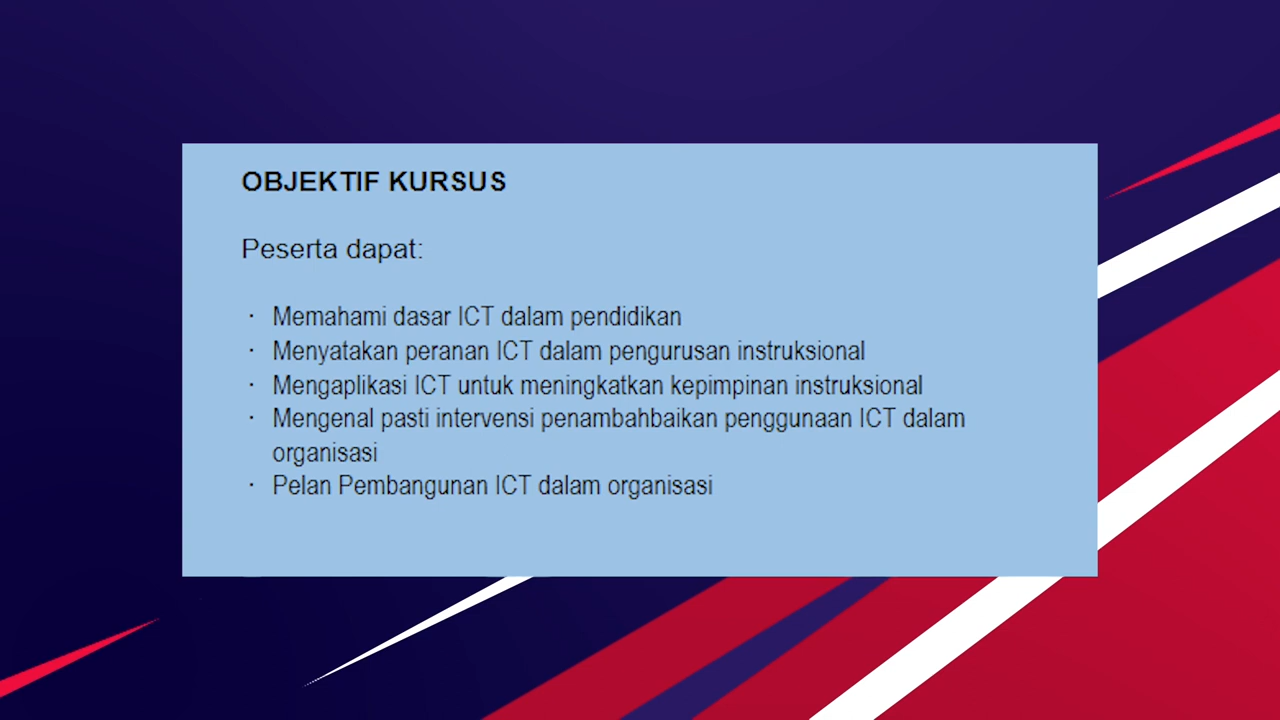 OBJEKTIF KURSUS
Peserta dapat:
· Memahami dasar ICT dalam pendidikan
· Menyatakan peranan ICT dalam pengurusan instruksional
· Mengaplikasi ICT untuk meningkatkan kepimpinan instruksional
· Mengenal pasti intervensi penambahbaikan penggunaan ICT dalam
organisasi
· Pelan Pembangunan ICT dalam organisasi